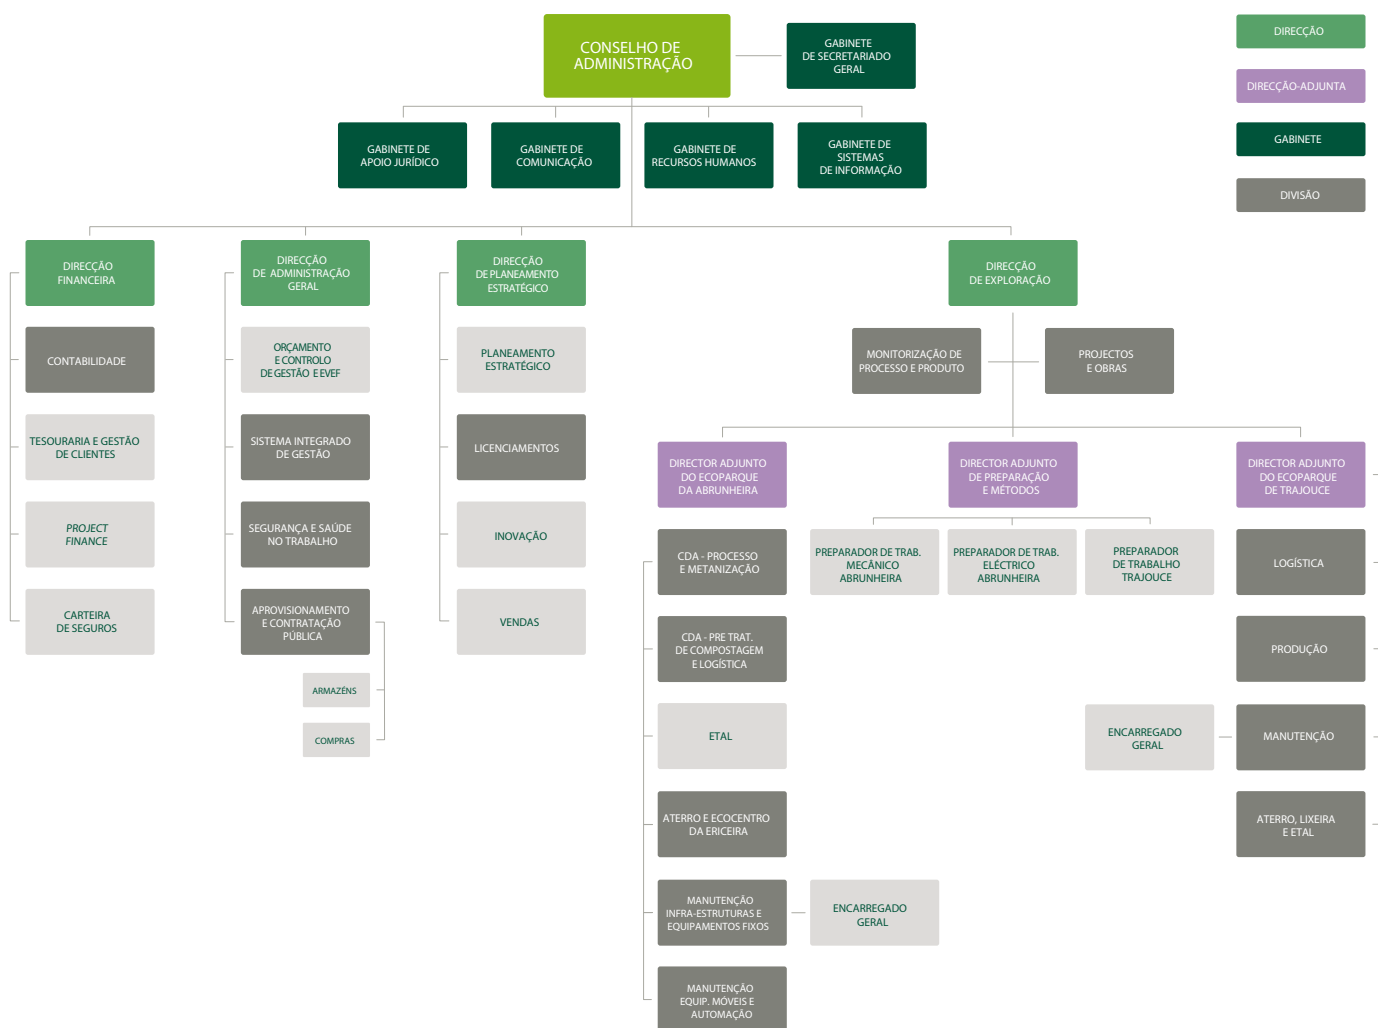 CONSELHO DE
ADMINISTRAÇÃO
GABINETE
DE SECRETARIADO
GERAL
DIRECÇÃO
DIRECÇÃO-ADJUNTA
GABINETE
DIVISÃO
GABINETE DE
APOIO JURÍDICO
GABINETE DE
COMUNICAÇÃO
GABINETE DE
RECURSOS HUMANOS
GABINETE DE
SISTEMAS
DE INFORMAÇÃO
DIRECÇÃO
FINANCEIRA
DIRECÇÃO
DE ADMINISTRAÇÃO
GERAL
DIRECÇÃO
DE PLANEAMENTO
ESTRATÉGICO
DIRECÇÃO
DE EXPLORAÇÃO
CONTABILIDADE
TESOURARIA E GESTÃO
DE CLIENTES
PROJECT
FINANCE
CARTEIRA
DE SEGUROS
ORÇAMENTO
E CONTROLO
DE GESTÃO E EVEF
SISTEMA INTEGRADO
DE GESTÃO
SEGURANÇA E SAÚDE
NO TRABALHO
APROVISIONAMENTO
E CONTRATAÇÃO
PÚBLICA
ARMAZÉNS
COMPRAS
PLANEAMENTO
ESTRATÉGICO
LICENCIAMENTOS
INOVAÇÃO
VENDAS
MONITORIZAÇÃO DE
PROCESSO E PRODUTO
PROJECTOS
E OBRAS
DIRECTOR ADJUNTO
DO ECOPARQUE
DA ABRUNHEIRA
DIRECTOR ADJUNTO
DE PREPARAÇÃO
E MÉTODOS
DIRECTOR ADJUNTO
DO ECOPARQUE
DE TRAJOUCE
CDA - PROCESSO
E METANIZAÇÃO
CDA - PRE TRAT.
DE COMPOSTAGEM
E LOGÍSTICA
ETAL
ATERRO E ECOCENTRO
DA ERICEIRA
MANUTENÇÃO
INFRA-ESTRUTURAS E
EQUIPAMENTOS FIXOS
ENCARREGADO
GERAL
MANUTENÇÃO
EQUIP. MÓVEIS E
AUTOMAÇÃO
PREPARADOR DE TRAB.
MECÂNICO
ABRUNHEIRA
PREPARADOR DE TRAB.
ELÉCTRICO
ABRUNHEIRA
PREPARADOR
DE TRABALHO
TRAJOUCE
LOGÍSTICA
PRODUÇÃO
ENCARREGADO
GERAL
MANUTENÇÃO
ATERRO, LIXEIRA
E ETAL